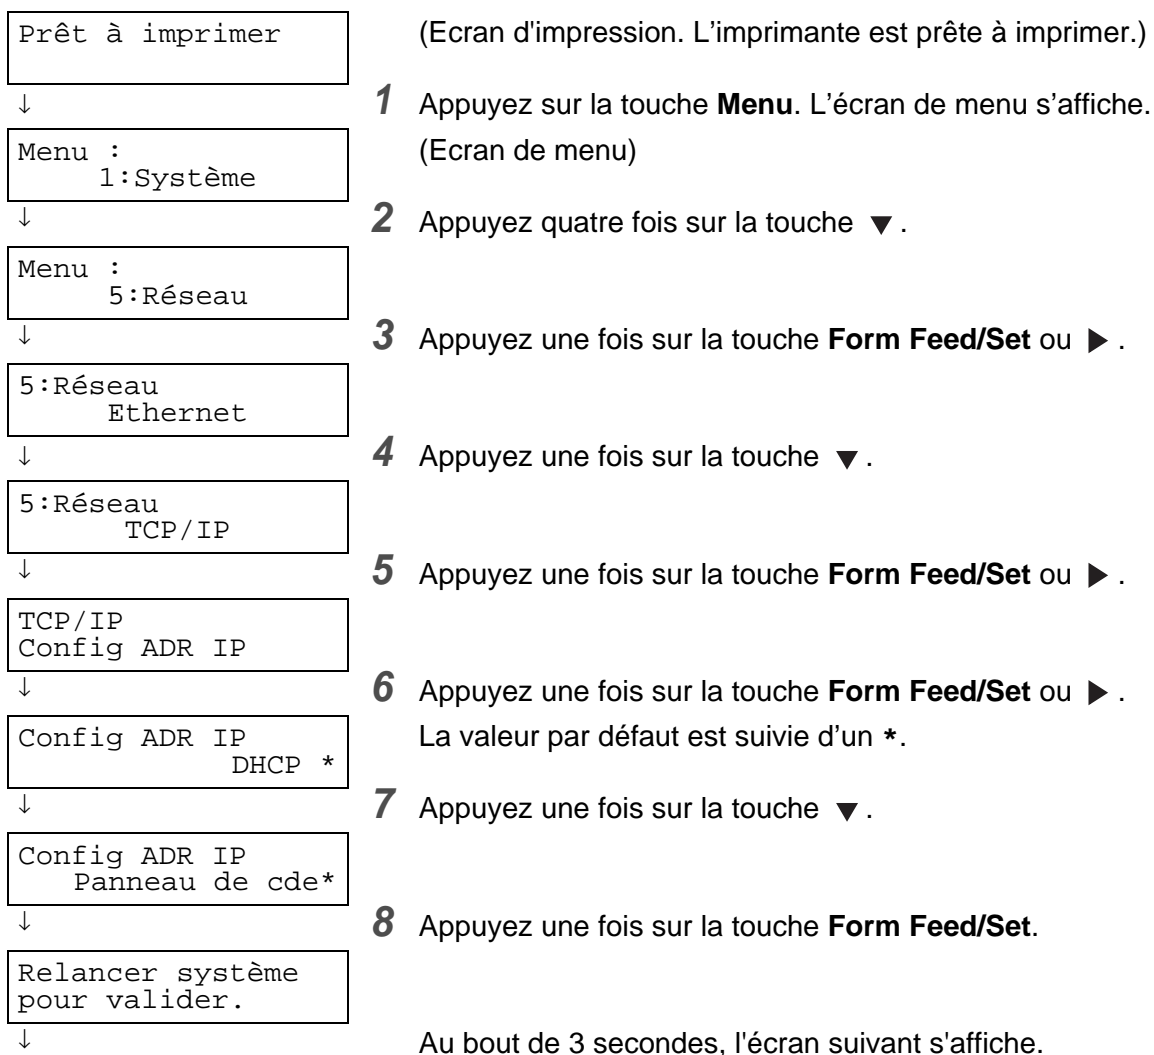 Prêt à imprimer
(Ecran d'impression. L'imprimante est prête à imprimer.)
↓
1 Appuyez sur la touche Menu. L'écran de menu s'affiche.
Menu :
1:Système
(Ecran de menu)
↓
2 Appuyez quatre fois sur la touche ▼ .
Menu :
5:Réseau
↓
3 Appuyez une fois sur la touche Form Feed/Set ou ▶ .
5:Réseau
Ethernet
↓
4 Appuyez une fois sur la touche ▼ .
5:Réseau
TCP/IP
↓
5 Appuyez une fois sur la touche Form Feed/Set ou ▶ .
TCP/IP
Config ADR IP
↓
6 Appuyez une fois sur la touche Form Feed/Set ou ▶ .
La valeur par défaut est suivie d'un *.
Config ADR IP
DHCP *
↓
7 Appuyez une fois sur la touche ▼ .
Config ADR IP
Panneau de cde*
↓
8 Appuyez une fois sur la touche Form Feed/Set.
Relancer système
pour valider.
↓
Au bout de 3 secondes, l'écran suivant s'affiche.